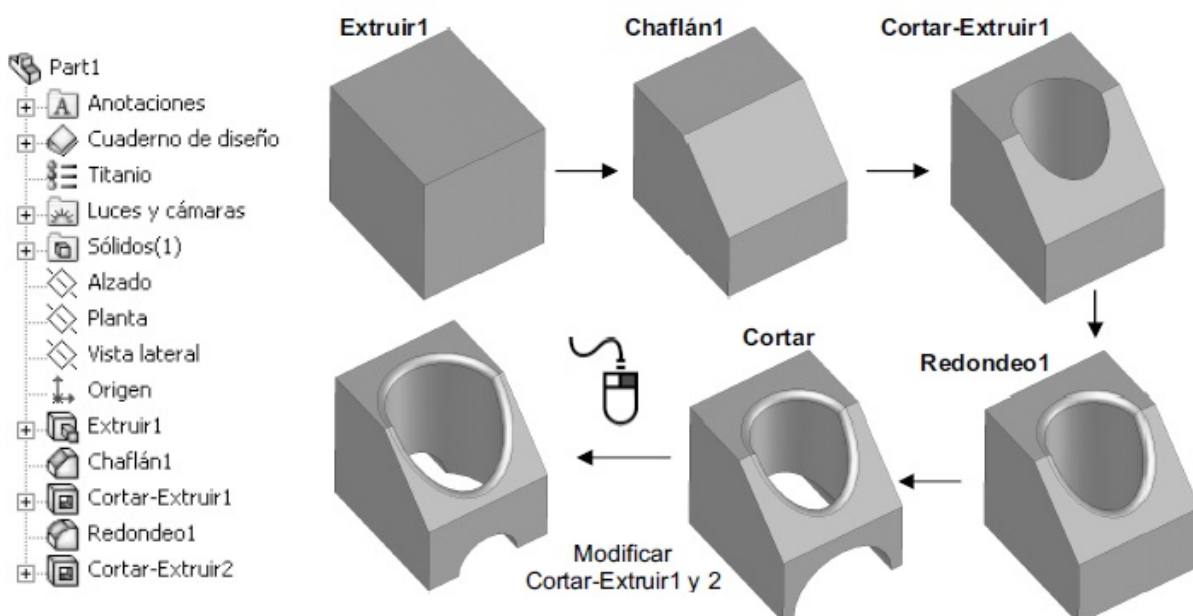 Part1
Anotaciones
A
Cuaderno de diseño
Titanio
Luces y cámaras
Sólidos(1)
Alzado
Planta
Vista lateral
Origen
Extruir1
Chaflán1
Cortar-Extruir1
Redondeo1
Cortar-Extruir2
Extruir1
Chaflán1
Cortar-Extruir1
Redondeo1
Cortar
Modificar
Cortar-Extruir1 y 2